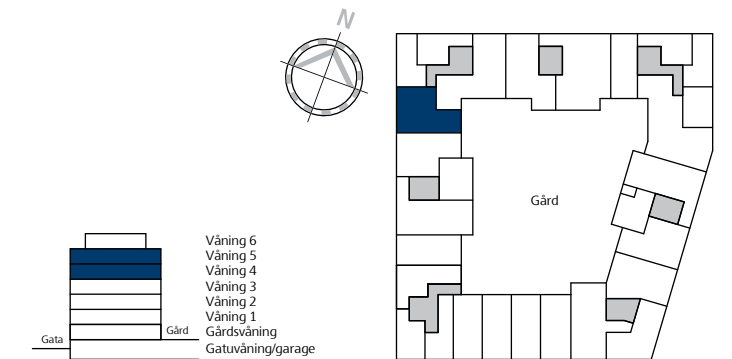 N
Gård
Våning 6
Våning 5
Våning 4
Våning 3
Våning 2
Våning 1
Gård
Gårdsvåning
Gata
Gatuvåning/garage